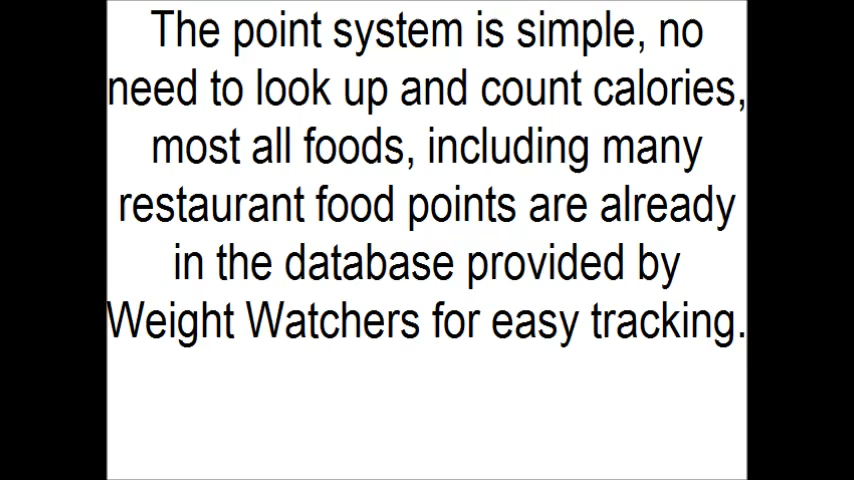 The point system is simple, no
need to look up and count calories,
most all foods, including many
restaurant food points are already
in the database provided by
Weight Watchers for easy tracking.